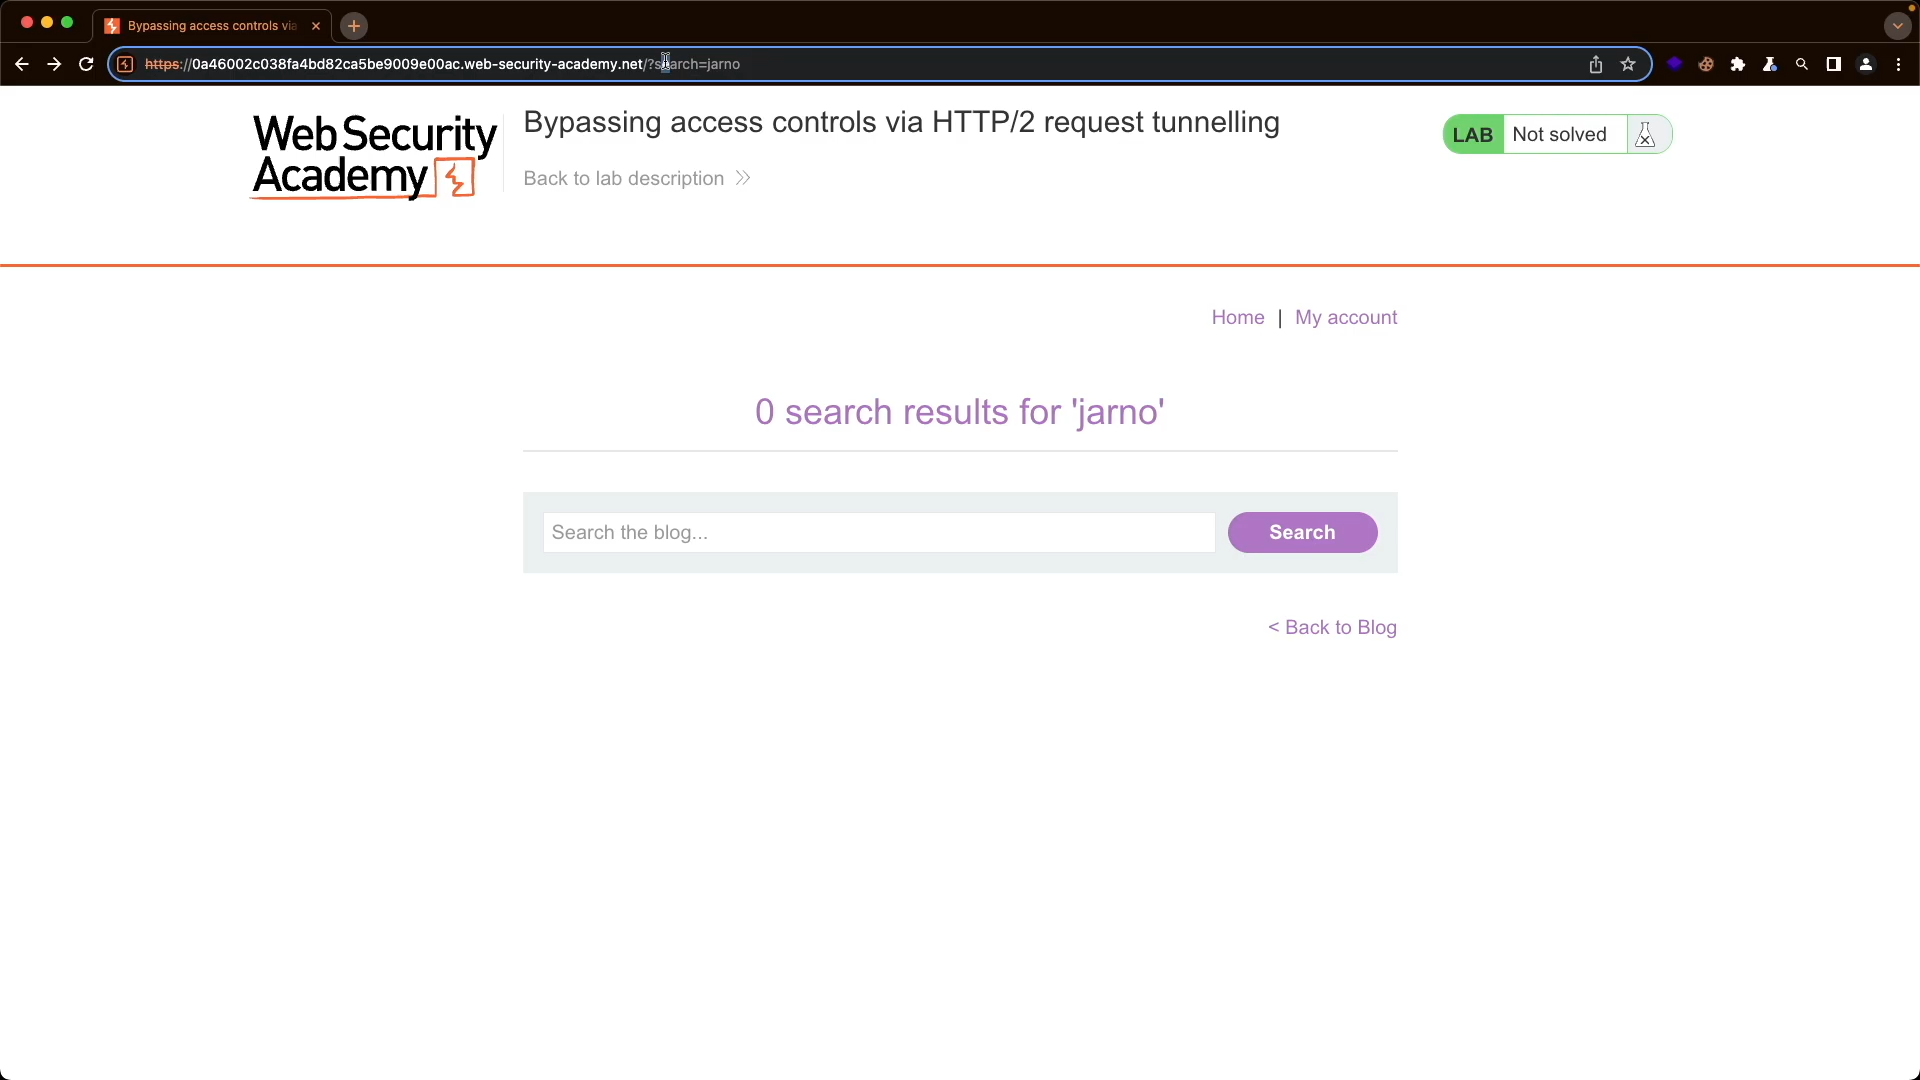 Bypassing access controls via
https://0a46002c038fa4bd82ca5be9009e00ac.web-security-academy.net/?search=jarno
Web Security
Academy
Bypassing access controls via HTTP/2 request tunnelling
Back to lab description
LAB Not solved
Home | My account
0 search results for 'jarno'
Search the blog...
Search
< Back to Blog